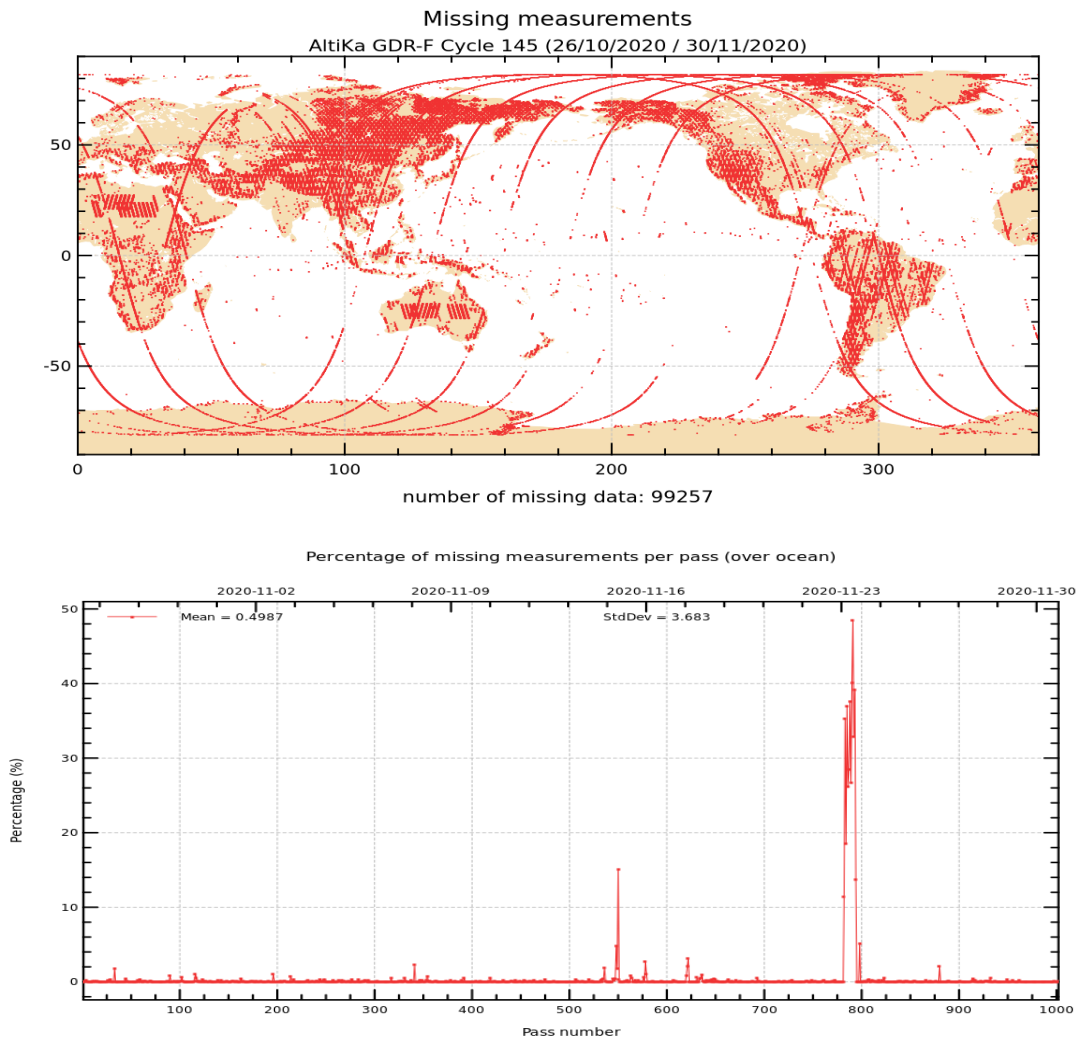 Missing measurements
AltiKa GDR-F Cycle 145 (26/10/2020 / 30/11/2020)
50
0
-50
0 100 200 300
number of missing data: 99257
Percentage of missing measurements per pass (over ocean)
2020-11-02 2020-11-09 2020-11-16 2020-11-23 2020-11-30
Mean = 0.4987 StdDev = 3.683
50
40
30
20
10
0
Percentage (%)
100 200 300 400 500 600 700 800 900 1000
Pass number